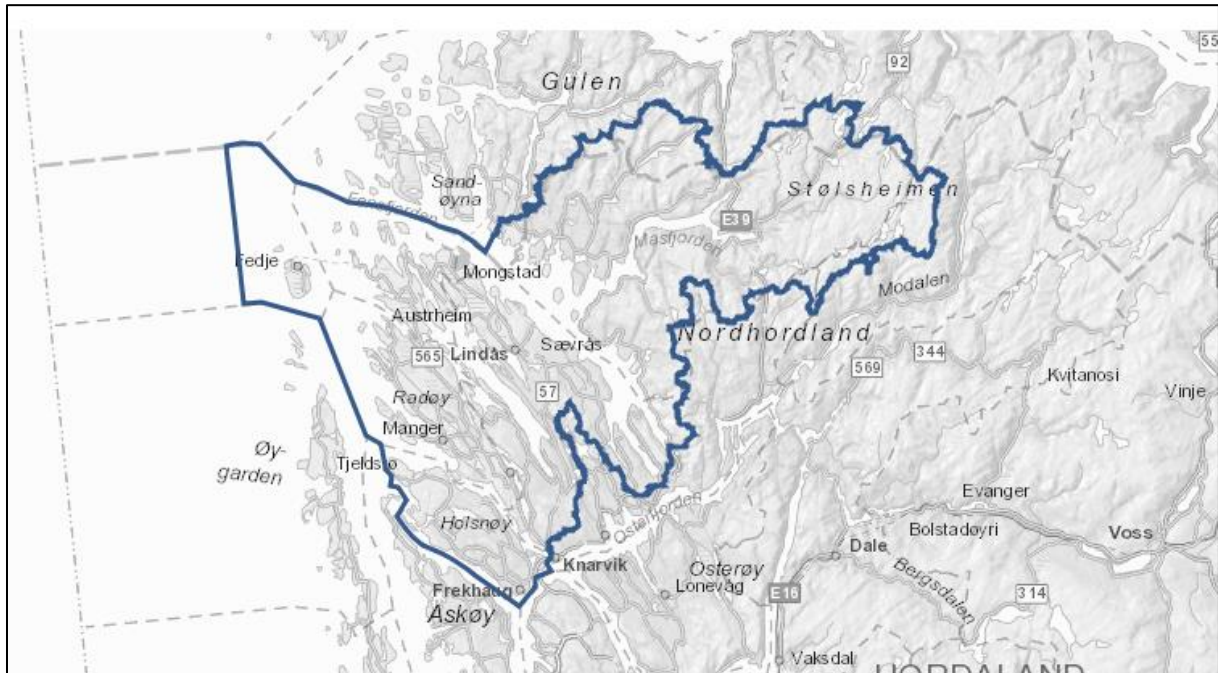 55
92
Gulen
Sand-
øyna
Stølsheimen
Fensfjorden
E39
Masfjorden
Fedje
Mongstad
Modalen
Austrheim
Nordhordland
Sævrås
565
Lindås
344
569
Kvitanosi
57
Vinje
Radøy
Manger
Øy-
garden
Tjeldstø
Evanger
Holsnøy
Osterfjorden
Bolstadøyri
Voss
Dale
Knarvik
Osterøy
Bergsdalen
Frekhaug
Lonevåg
E16
314
Askøy
Vaksdal
HORDALAND